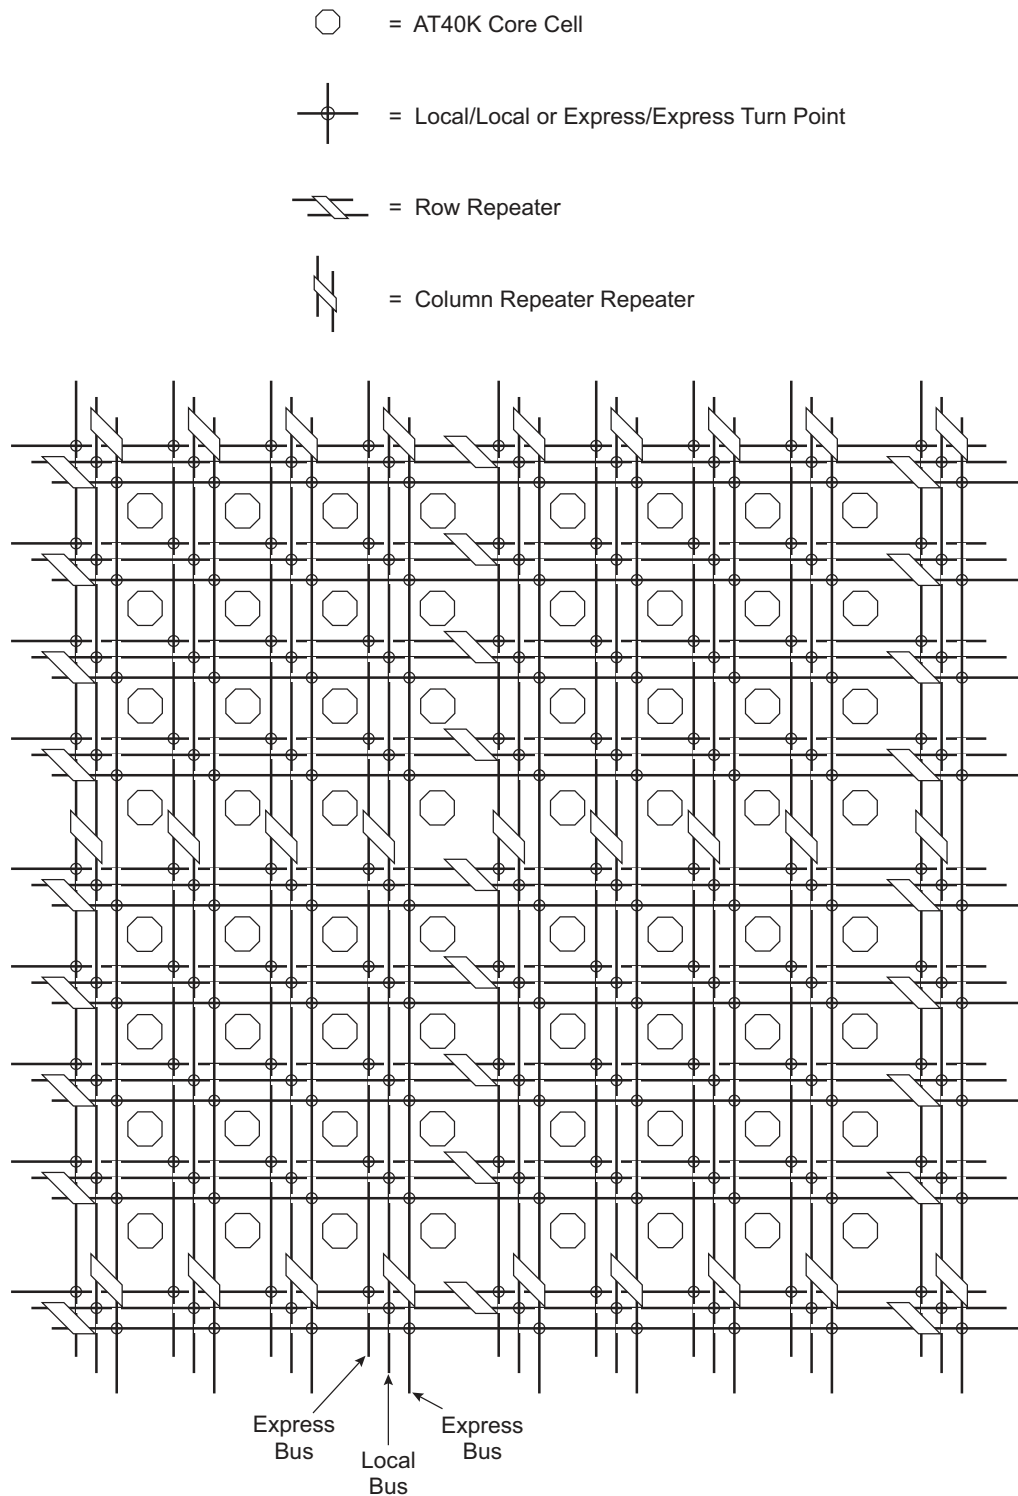 = AT40K Core Cell
= Local/Local or Express/Express Turn Point
= Row Repeater
= Column Repeater Repeater
Express
Bus
Local
Bus
Express
Bus